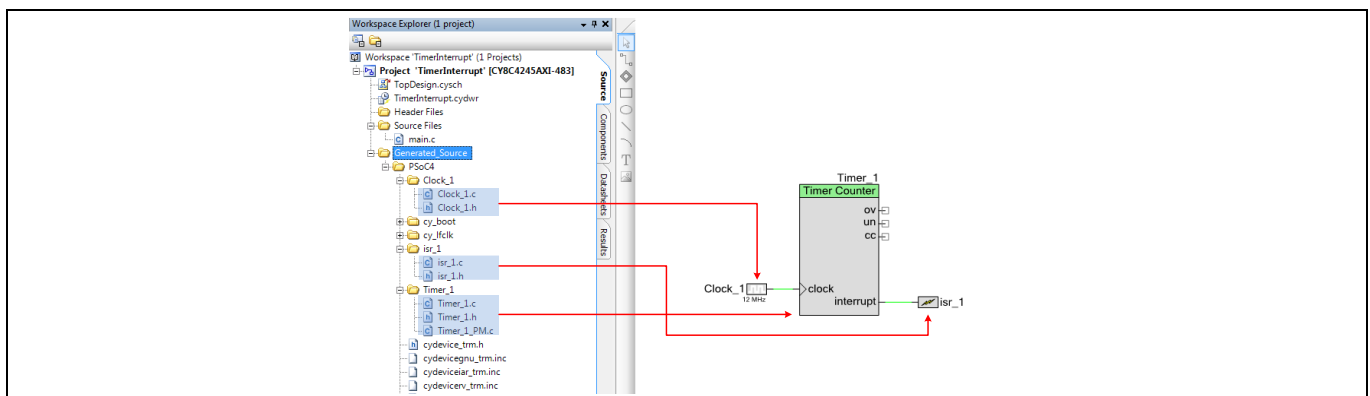 Workspace Explorer (1 project)
Workspace 'TimerInterrupt' (1 Projects)
Project 'TimerInterrupt' [CY8C4245AXI-483]
TopDesign.cysch
TimerInterrupt.cydwr
Header Files
Source Files
main.c
Generated_Source
PSoC4
Clock_1
Clock_1.c
Clock_1.h
cy_boot
cy_lfclk
isr_1
isr_1.c
isr_1.h
Timer_1
Timer_1.c
Timer_1.h
Timer_1_PM.c
cydevice_trm.h
cydevicegnu_trm.inc
cydeviceiar_trm.inc
cydevicerv_trm.inc
Source
Components
Datasheets
Results
T
Timer_1
Timer Counter
ov
un
cc
Clock_1
12 MHz
clock
interrupt
isr_1